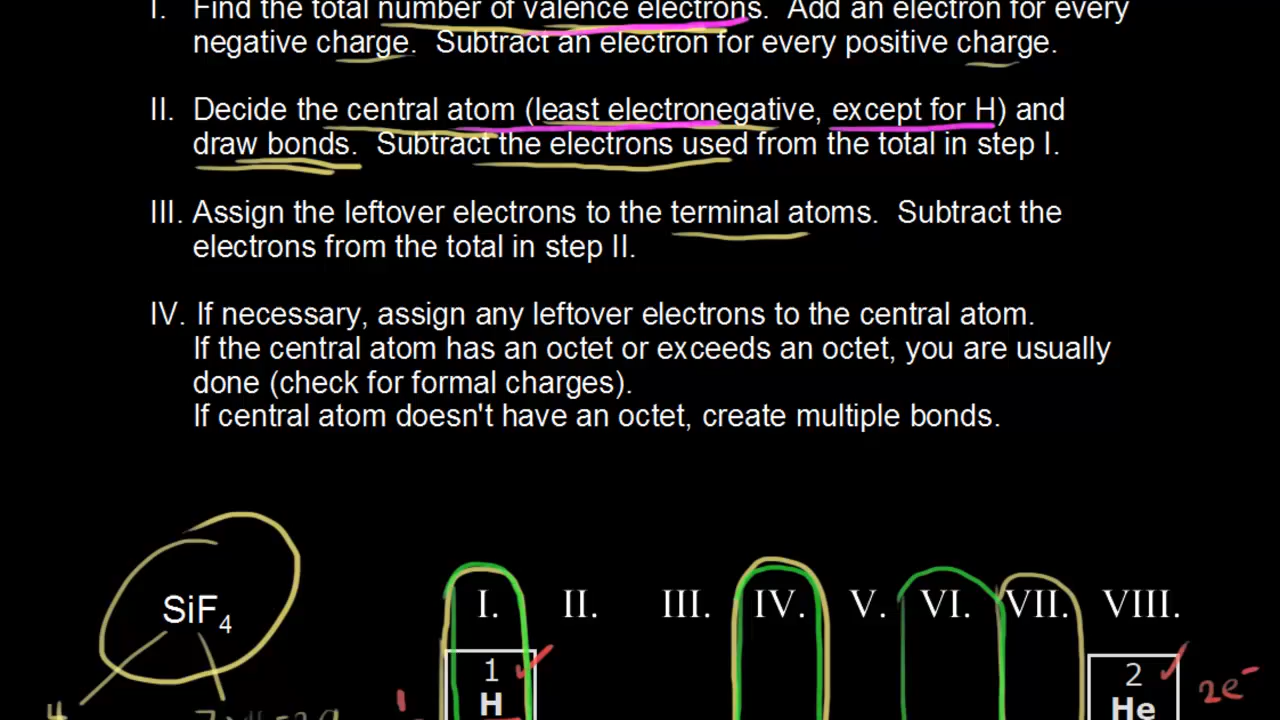 I. Find the total number of valence electrons. Add an electron for every
negative charge. Subtract an electron for every positive charge.
II. Decide the central atom (least electronegative, except for H) and
draw bonds. Subtract the electrons used from the total in step I.
III. Assign the leftover electrons to the terminal atoms. Subtract the
electrons from the total in step II.
IV. If necessary, assign any leftover electrons to the central atom.
If the central atom has an octet or exceeds an octet, you are usually
done (check for formal charges).
If central atom doesn't have an octet, create multiple bonds.
SiF4
I. II. III. IV. V. VI. VII. VIII.
1
H
2
He
2e⁻
4